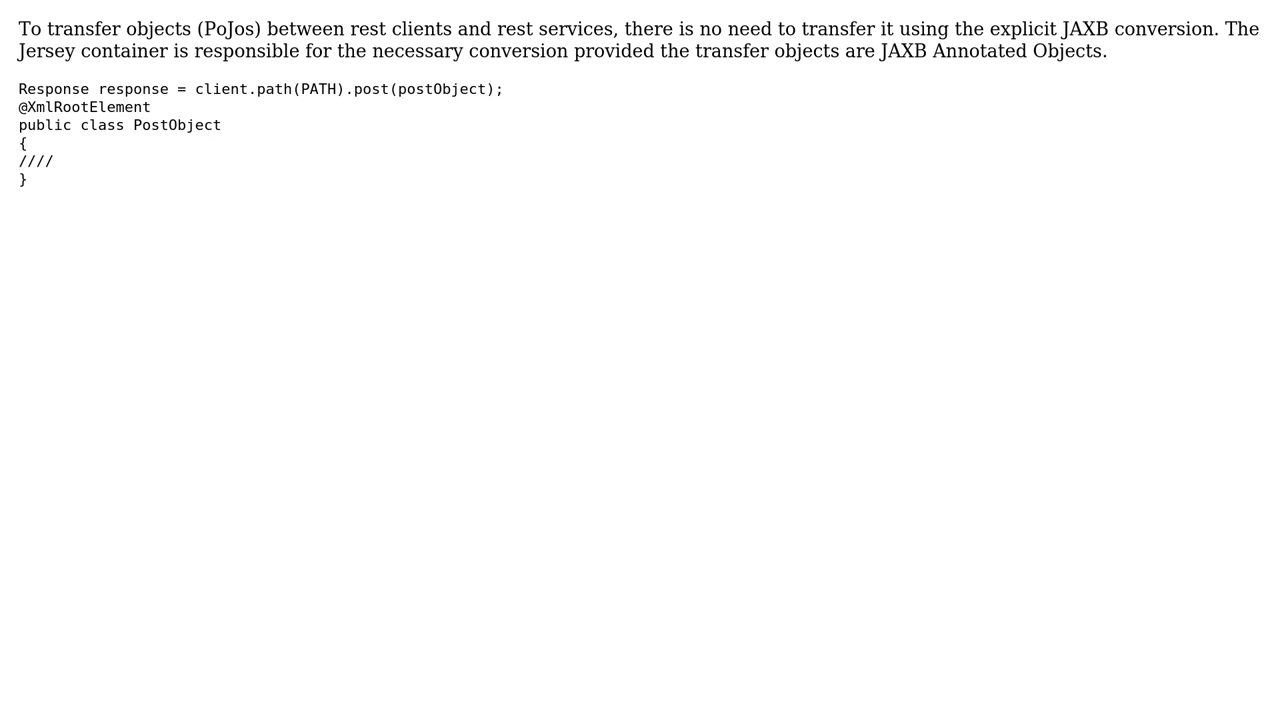 To transfer objects (PoJos) between rest clients and rest services, there is no need to transfer it using the explicit JAXB conversion. The
Jersey container is responsible for the necessary conversion provided the transfer objects are JAXB Annotated Objects.
Response response = client.path(PATH).post(postObject);
@XmlRootElement
public class PostObject
{
////
}